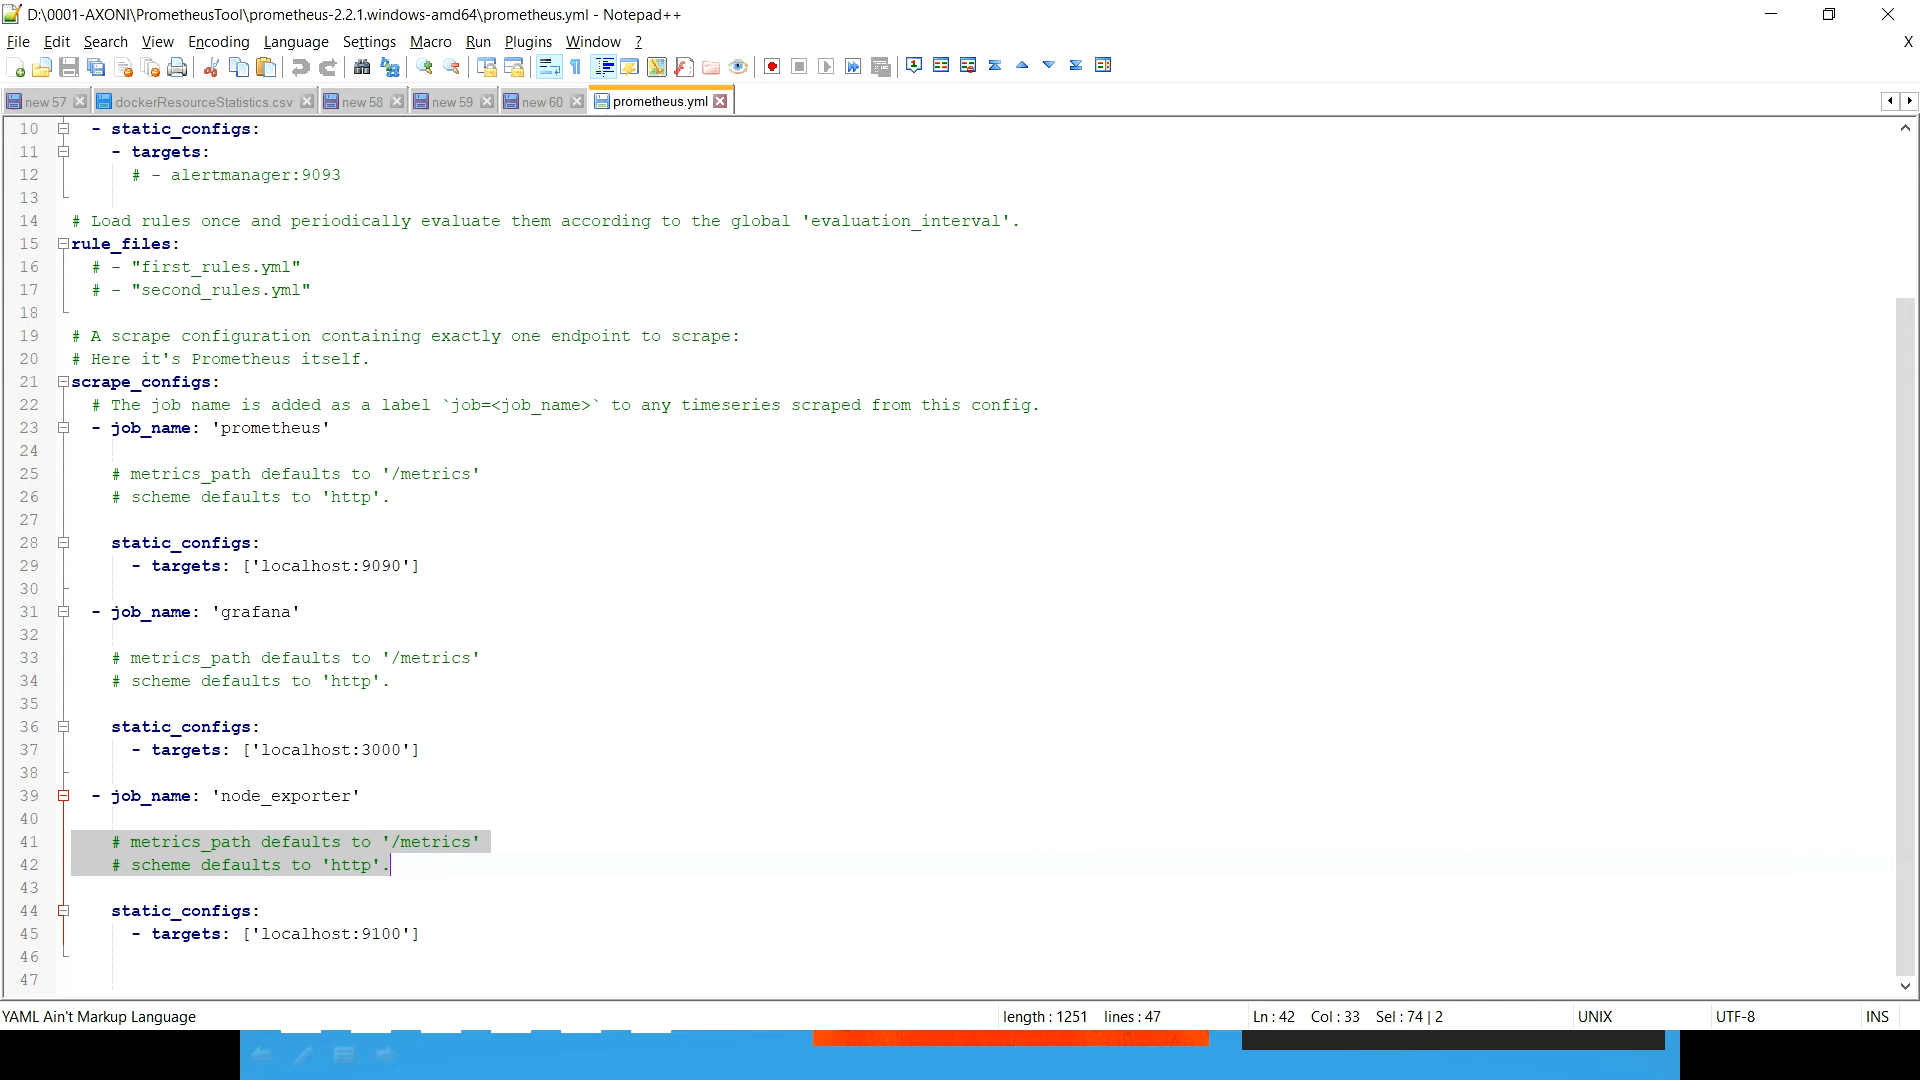 D:\0001-AXONI\PrometheusTool\prometheus-2.2.1.windows-amd64\prometheus.yml - Notepad++
File Edit Search View Encoding Language Settings Macro Run Plugins Window ?
X
new 57 dockerResourceStatistics.csv new 58 new 59 new 60 prometheus.yml
10 - static_configs:
11 - targets:
12 # - alertmanager:9093
13
14 # Load rules once and periodically evaluate them according to the global 'evaluation_interval'.
15 rule_files:
16 # - "first_rules.yml"
17 # - "second_rules.yml"
18
19 # A scrape configuration containing exactly one endpoint to scrape:
20 # Here it's Prometheus itself.
21 scrape_configs:
22 # The job name is added as a label `job=<job_name>` to any timeseries scraped from this config.
23 - job_name: 'prometheus'
24
25 # metrics_path defaults to '/metrics'
26 # scheme defaults to 'http'.
27
28 static_configs:
29 - targets: ['localhost:9090']
30
31 - job_name: 'grafana'
32
33 # metrics_path defaults to '/metrics'
34 # scheme defaults to 'http'.
35
36 static_configs:
37 - targets: ['localhost:3000']
38
39 - job_name: 'node_exporter'
40
41 # metrics_path defaults to '/metrics'
42 # scheme defaults to 'http'.
43
44 static_configs:
45 - targets: ['localhost:9100']
46
47
YAML Ain't Markup Language length : 1251 lines : 47 Ln : 42 Col : 33 Sel : 74 | 2 UNIX UTF-8 INS